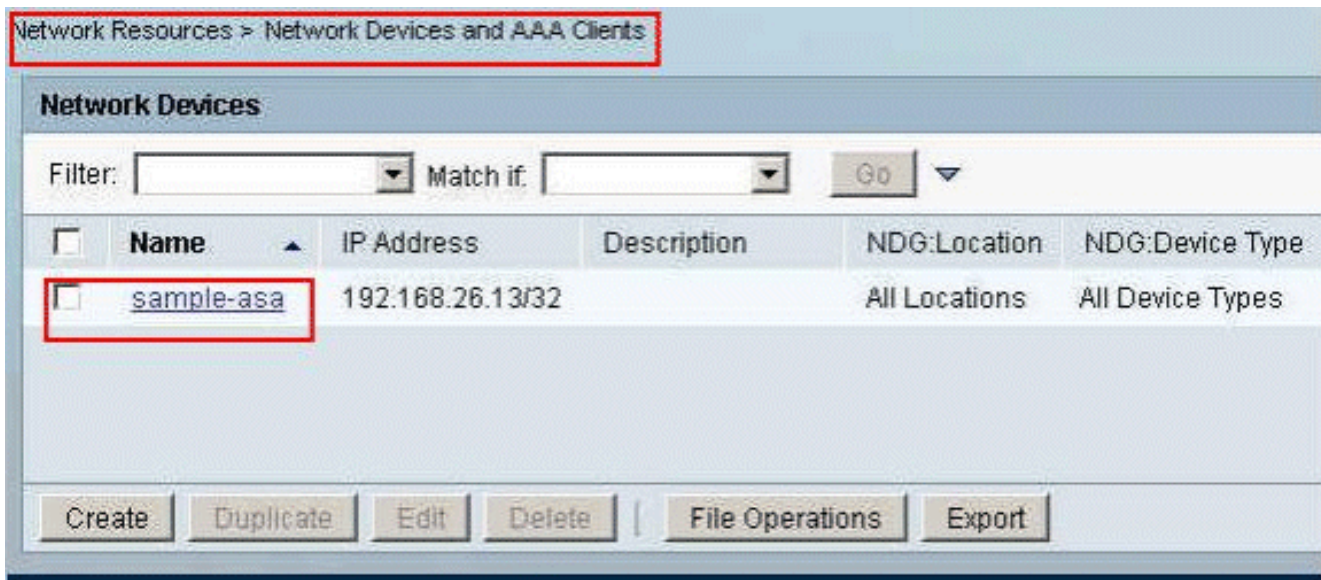 Network Resources > Network Devices and AAA Clients
Network Devices
Filter: Match if: Go
Name IP Address Description NDG:Location NDG:Device Type
sample-asa 192.168.26.13/32 All Locations All Device Types
Create Duplicate Edit Delete | File Operations Export